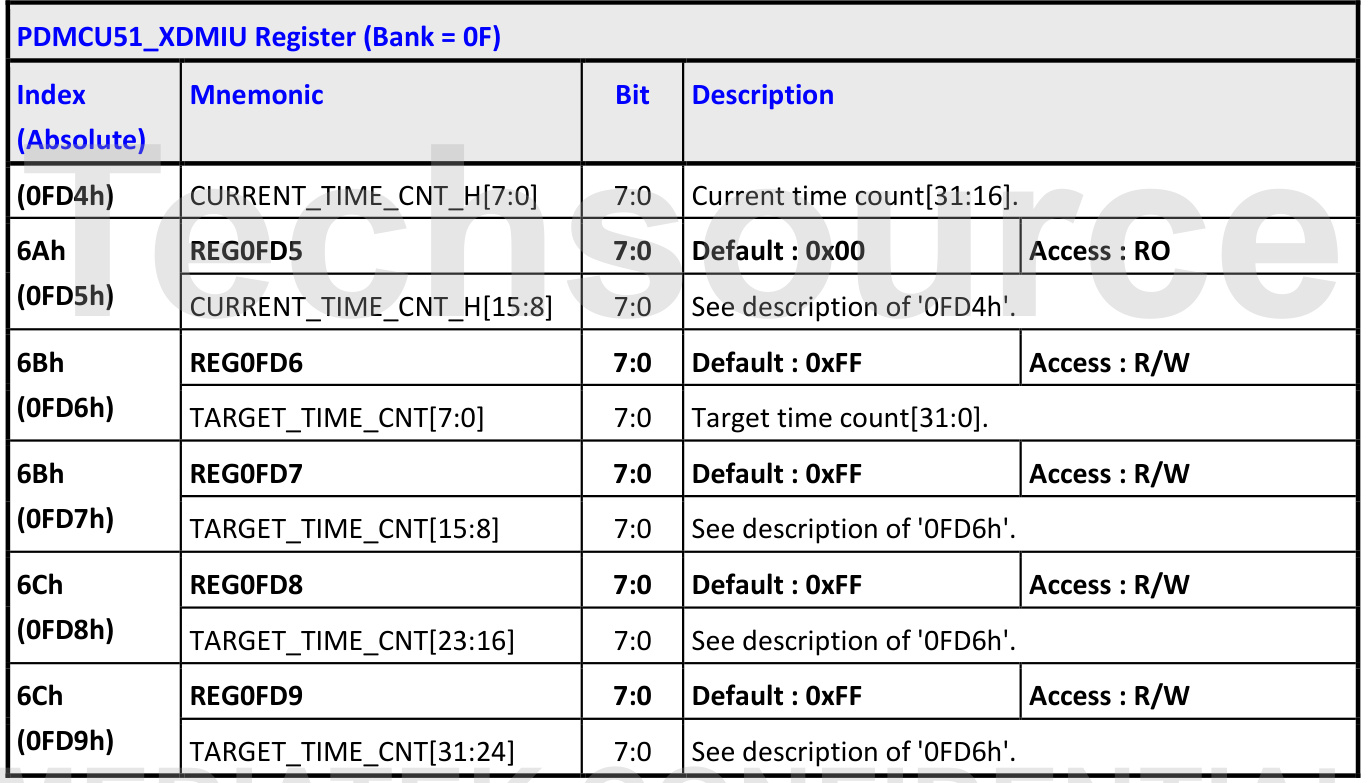 PDMCU51_XDMIU Register (Bank = 0F)
Index (Absolute) Mnemonic Bit Description
(0FD4h) CURRENT_TIME_CNT_H[7:0] 7:0 Current time count[31:16].
6Ah (0FD5h) REG0FD5 7:0 Default : 0x00 Access : RO
CURRENT_TIME_CNT_H[15:8] 7:0 See description of '0FD4h'.
6Bh (0FD6h) REG0FD6 7:0 Default : 0xFF Access : R/W
TARGET_TIME_CNT[7:0] 7:0 Target time count[31:0].
6Bh (0FD7h) REG0FD7 7:0 Default : 0xFF Access : R/W
TARGET_TIME_CNT[15:8] 7:0 See description of '0FD6h'.
6Ch (0FD8h) REG0FD8 7:0 Default : 0xFF Access : R/W
TARGET_TIME_CNT[23:16] 7:0 See description of '0FD6h'.
6Ch (0FD9h) REG0FD9 7:0 Default : 0xFF Access : R/W
TARGET_TIME_CNT[31:24] 7:0 See description of '0FD6h'.
Techsource
MEDIATEK CONFIDENTIAL